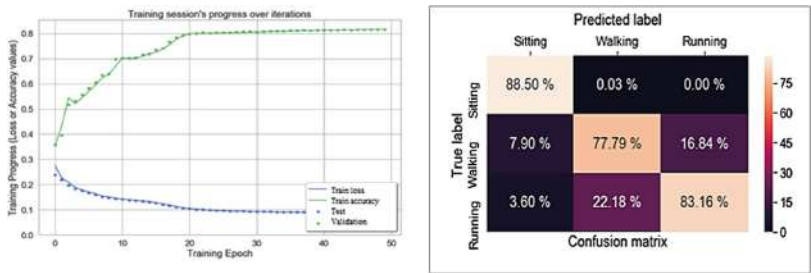 Training session's progress over iterations
Training Progress (Loss or Accuracy values)
0.8
0.7
0.6
0.5
0.4
0.3
0.2
0.1
0.0
Train loss
Train accuracy
Test
Validation
0 10 20 30 40 50
Training Epoch
Predicted label
Sitting Walking Running
True label
Sitting 88.50 % 0.03 % 0.00 %
Walking 7.90 % 77.79 % 16.84 %
Running 3.60 % 22.18 % 83.16 %
Confusion matrix
75
60
45
30
15
0